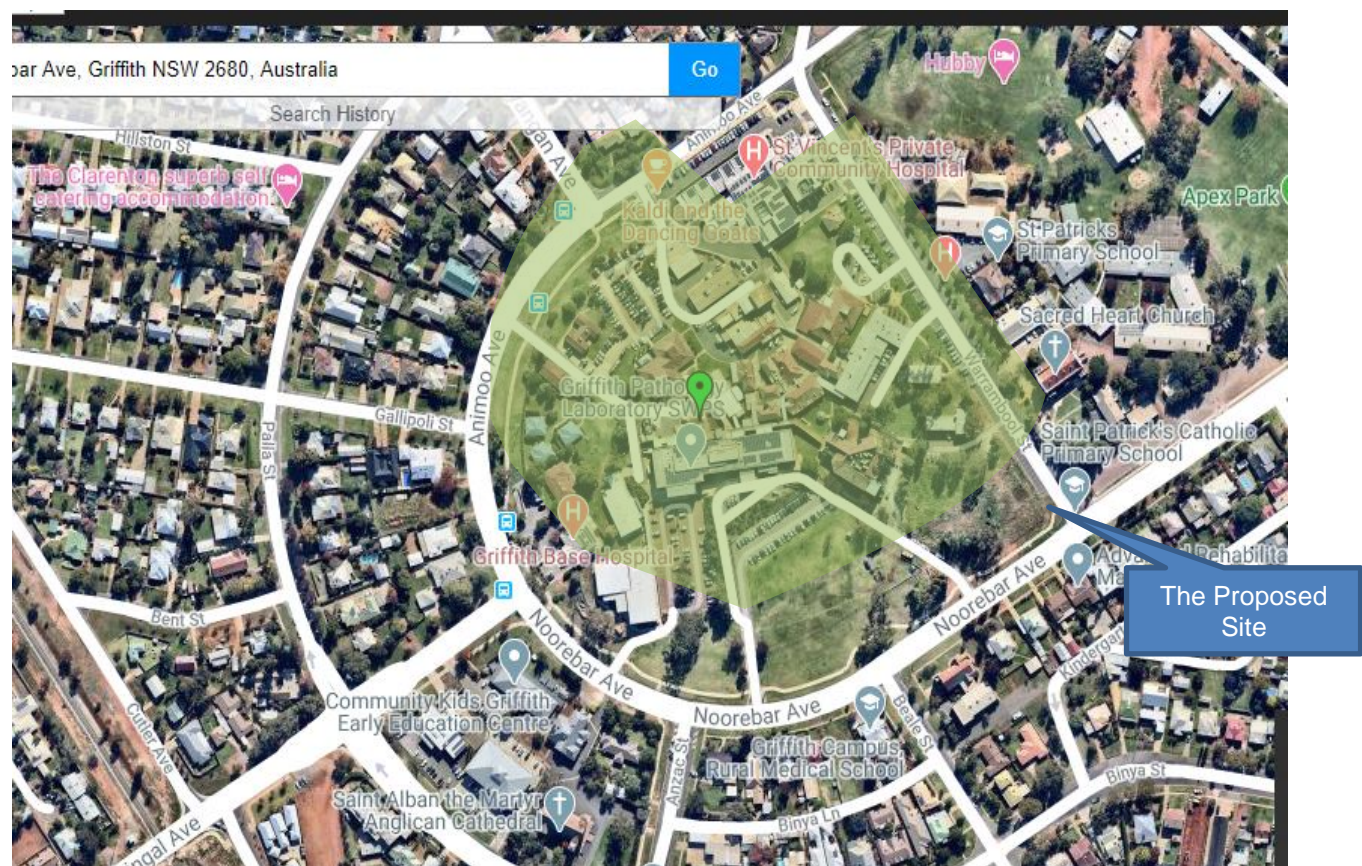 bar Ave, Griffith NSW 2680, Australia
Go
Search History
Hillston St
Animoo Ave
Hubby
St Vincent's Private
Community Hospital
The Clarenton superb self
catering accommodation
Kaldi and the
Dancing Goats
Apex Park
St Patricks
Primary School
Sacred Heart Church
Animoo Ave
Warrambool St
Griffith Pathology
Laboratory SWPS
Gallipoli St
Palla St
Saint Patrick's Catholic
Primary School
Griffith Base Hospital
Noorebar Ave
The Proposed
Site
Bent St
Noorebar Ave
Community Kids Griffith
Early Education Centre
Noorebar Ave
Beale St
Cutler Ave
Anzac St
Griffith Campus,
Rural Medical School
Binya St
Saint Alban the Martyr
Anglican Cathedral
Binya Ln